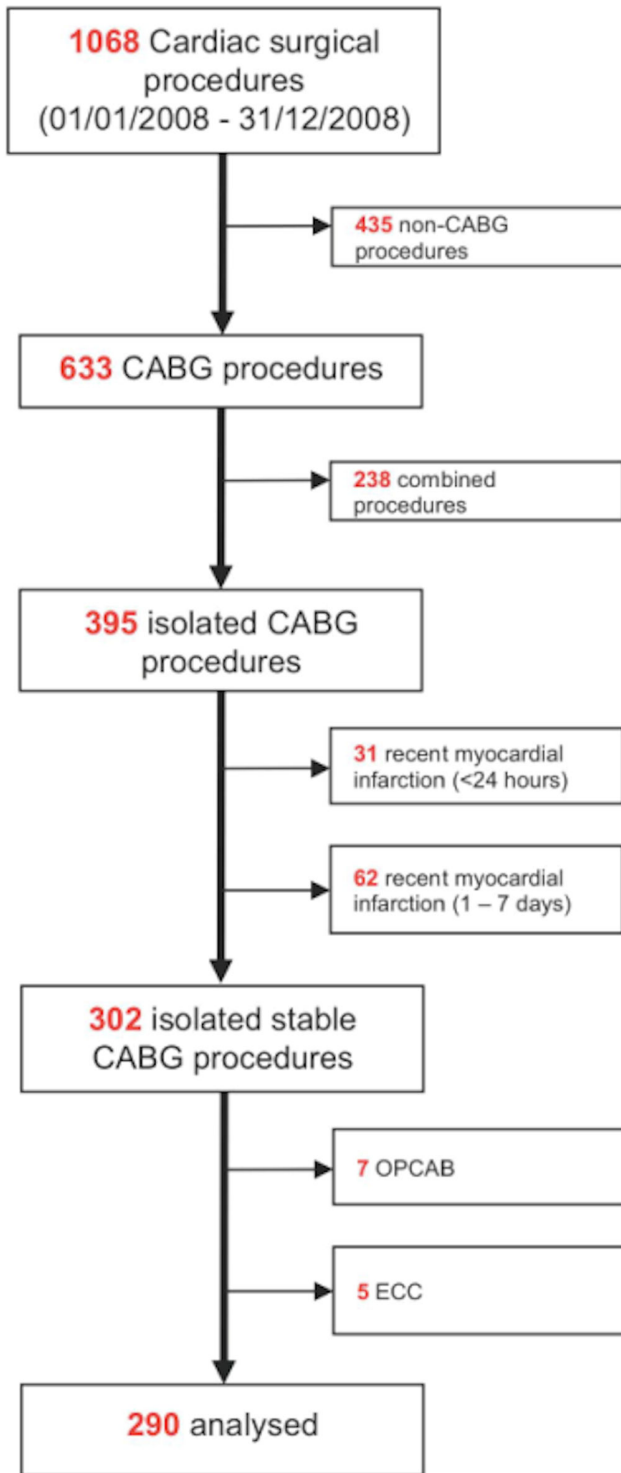 1068 Cardiac surgical
procedures
(01/01/2008 - 31/12/2008)
435 non-CABG
procedures
633 CABG procedures
238 combined
procedures
395 isolated CABG
procedures
31 recent myocardial
infarction (<24 hours)
62 recent myocardial
infarction (1 – 7 days)
302 isolated stable
CABG procedures
7 OPCAB
5 ECC
290 analysed